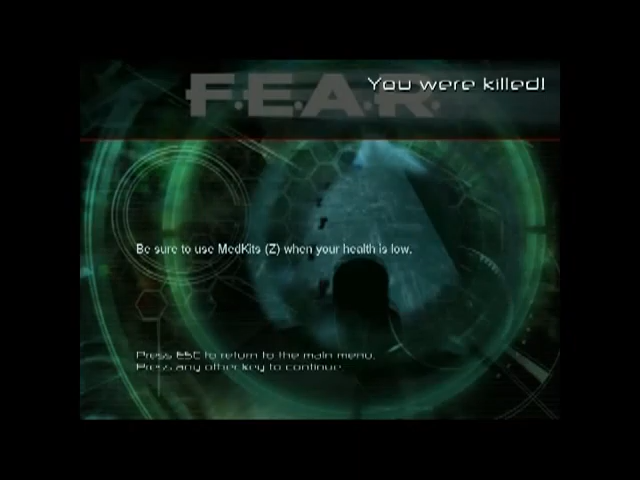 You were killed!
F.E.A.R.
Be sure to use MedKits (Z) when your health is low.
Press ESC to return to the main menu.
Press any other key to continue.